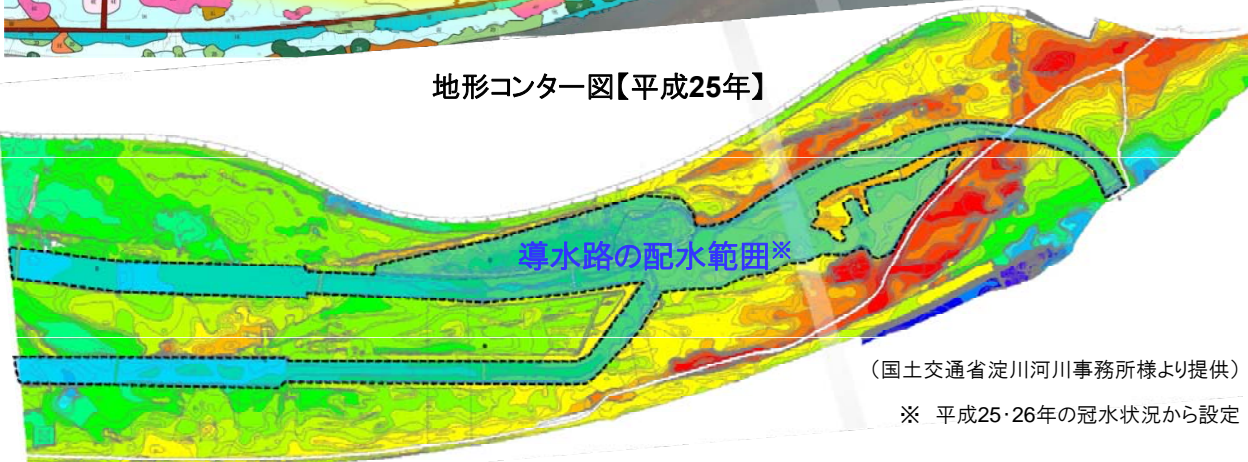 地形コンター図【平成25年】
導水路の配水範囲※
（国土交通省淀川河川事務所様より提供）
※ 平成25･26年の冠水状況から設定